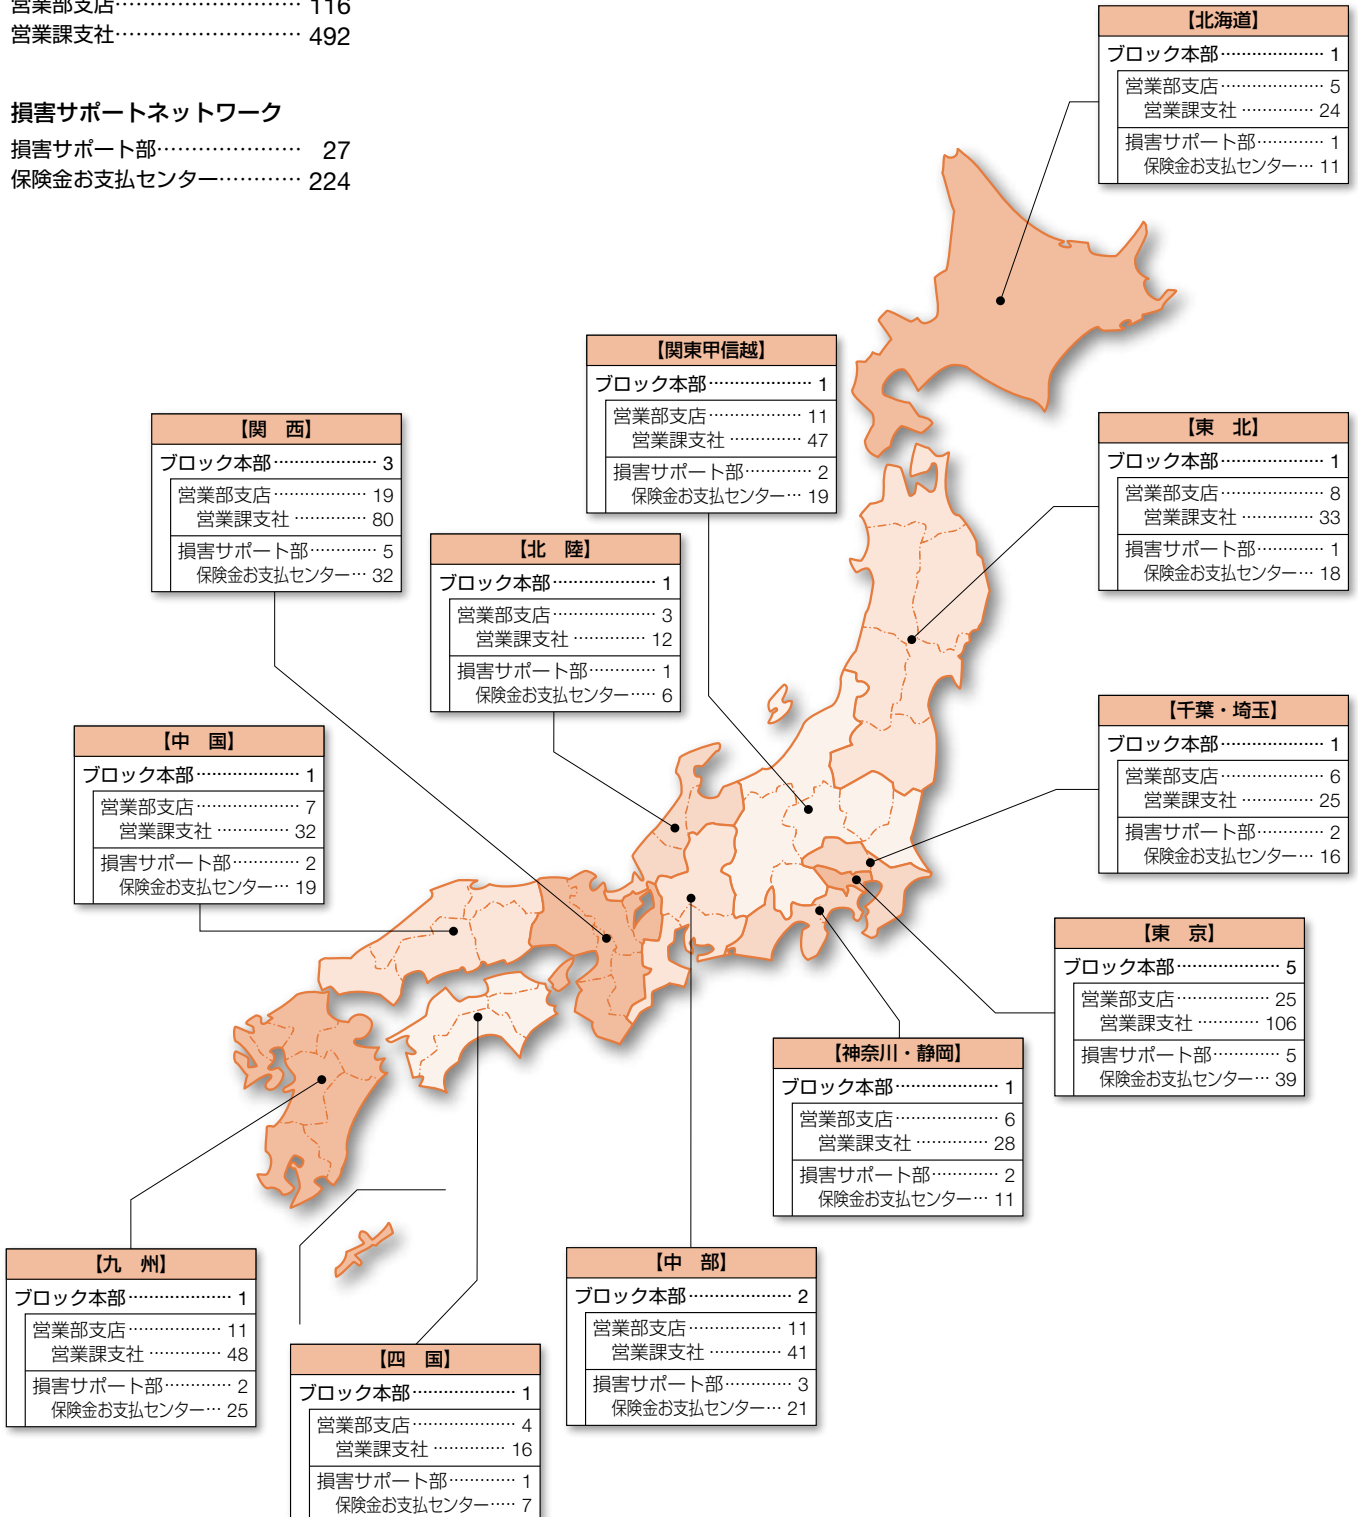 営業部支店………………………… 116
営業課支社………………………… 492
損害サポートネットワーク
損害サポート部………………… 27
保険金お支払センター………… 224
【北海道】
ブロック本部………………… 1
営業部支店………………… 5
営業課支社…………… 24
損害サポート部………… 1
保険金お支払センター… 11
【関東甲信越】
ブロック本部………………… 1
営業部支店……………… 11
営業課支社…………… 47
損害サポート部………… 2
保険金お支払センター… 19
【関　西】
ブロック本部………………… 3
営業部支店……………… 19
営業課支社…………… 80
損害サポート部………… 5
保険金お支払センター… 32
【東　北】
ブロック本部………………… 1
営業部支店………………… 8
営業課支社…………… 33
損害サポート部………… 1
保険金お支払センター… 18
【北　陸】
ブロック本部………………… 1
営業部支店………………… 3
営業課支社…………… 12
損害サポート部………… 1
保険金お支払センター…… 6
【千葉・埼玉】
ブロック本部………………… 1
営業部支店………………… 6
営業課支社…………… 25
損害サポート部………… 2
保険金お支払センター… 16
【中　国】
ブロック本部………………… 1
営業部支店………………… 7
営業課支社…………… 32
損害サポート部………… 2
保険金お支払センター… 19
【東　京】
ブロック本部………………… 5
営業部支店……………… 25
営業課支社………… 106
損害サポート部………… 5
保険金お支払センター… 39
【神奈川・静岡】
ブロック本部………………… 1
営業部支店………………… 6
営業課支社…………… 28
損害サポート部………… 2
保険金お支払センター… 11
【九　州】
ブロック本部………………… 1
営業部支店……………… 11
営業課支社…………… 48
損害サポート部………… 2
保険金お支払センター… 25
【中　部】
ブロック本部………………… 2
営業部支店……………… 11
営業課支社…………… 41
損害サポート部………… 3
保険金お支払センター… 21
【四　国】
ブロック本部………………… 1
営業部支店………………… 4
営業課支社…………… 16
損害サポート部………… 1
保険金お支払センター…… 7